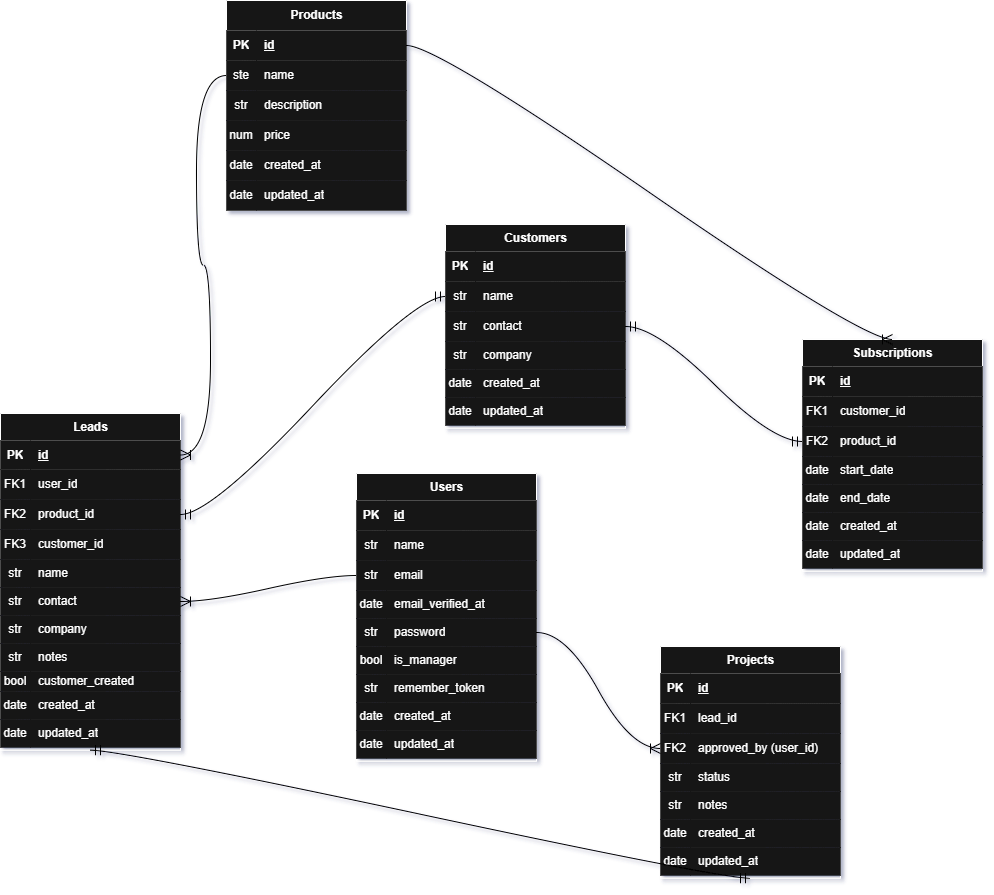 Products
PK id
ste name
str description
num price
date created_at
date updated_at
Customers
PK id
str name
str contact
str company
date created_at
date updated_at
Subscriptions
PK id
FK1 customer_id
FK2 product_id
date start_date
date end_date
date created_at
date updated_at
Leads
PK id
FK1 user_id
FK2 product_id
FK3 customer_id
str name
str contact
str company
str notes
bool customer_created
date created_at
date updated_at
Users
PK id
str name
str email
date email_verified_at
str password
bool is_manager
str remember_token
date created_at
date updated_at
Projects
PK id
FK1 lead_id
FK2 approved_by (user_id)
str status
str notes
date created_at
date updated_at